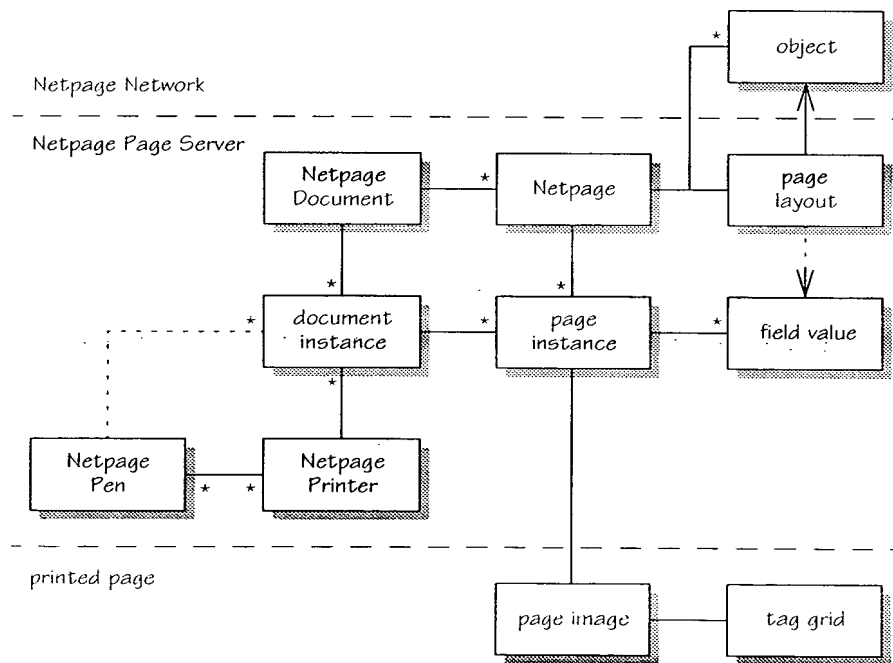 *
object
Netpage Network
Netpage Page Server
Netpage
Document
*
Netpage
page
layout
*
*
*
document
instance
*
page
instance
*
field value
*
Netpage
Pen
*
*
Netpage
Printer
printed page
page image
tag grid